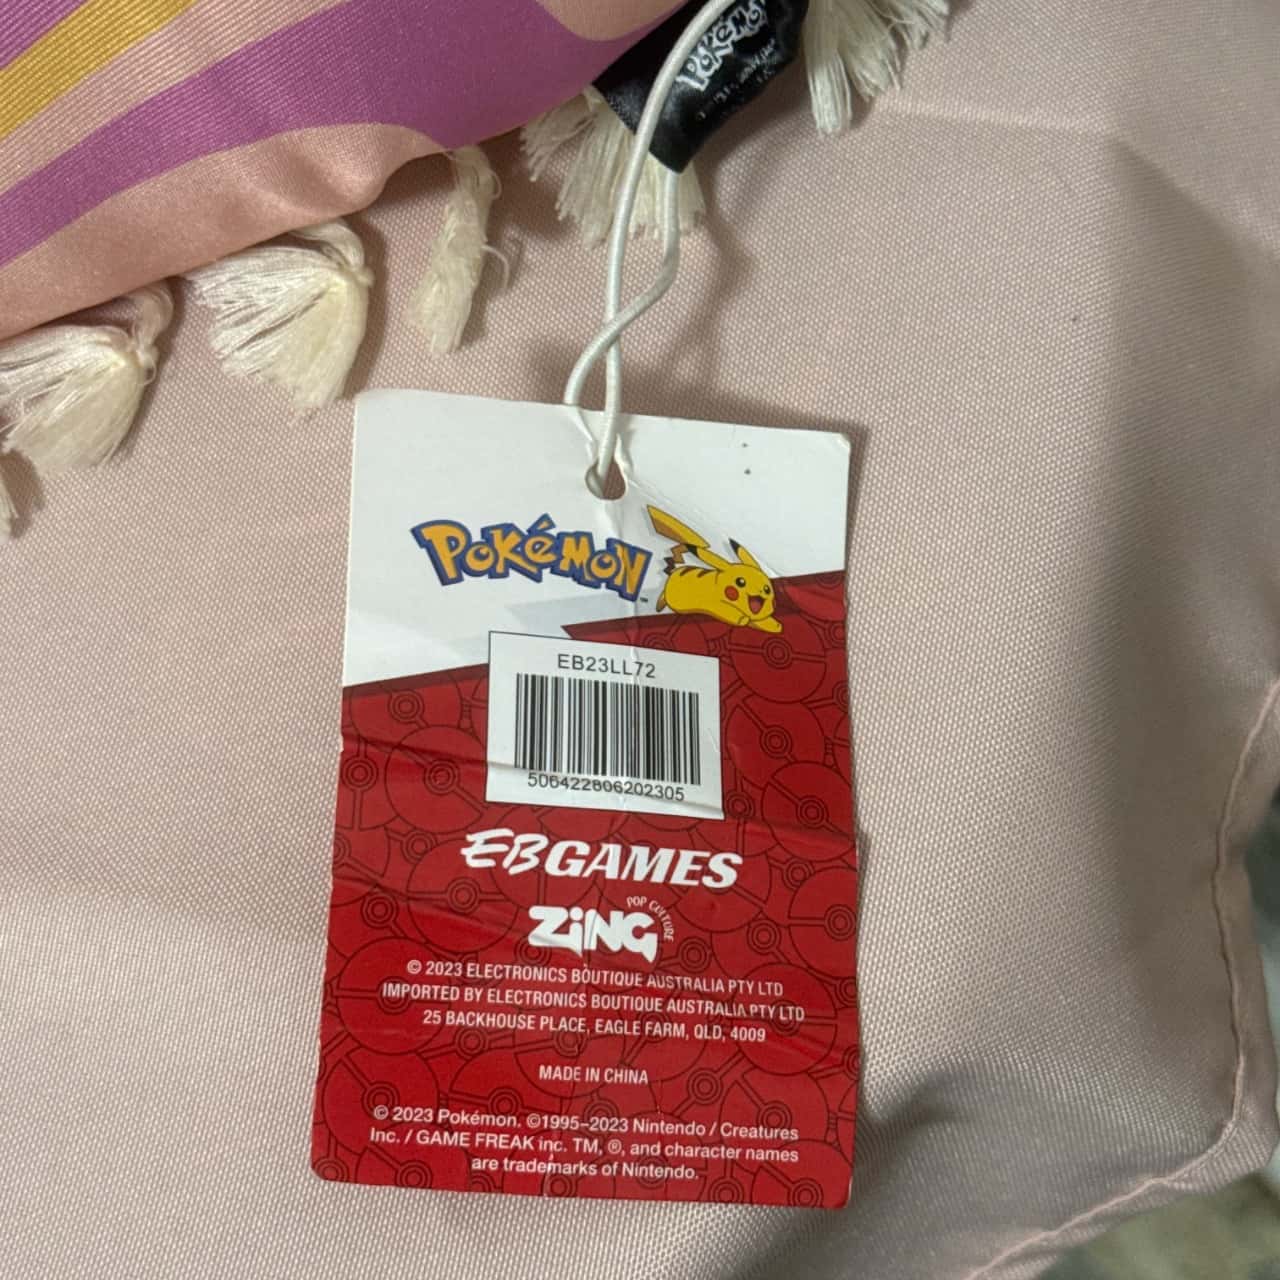 Pokémon
POKéMON
EB23LL72
506422806202305
EB GAMES
ZiNG POP CULTURE
© 2023 ELECTRONICS BOUTIQUE AUSTRALIA PTY LTD
IMPORTED BY ELECTRONICS BOUTIQUE AUSTRALIA PTY LTD
25 BACKHOUSE PLACE, EAGLE FARM, QLD, 4009
MADE IN CHINA
© 2023 Pokémon. ©1995–2023 Nintendo / Creatures
Inc. / GAME FREAK inc. TM, ®, and character names
are trademarks of Nintendo.